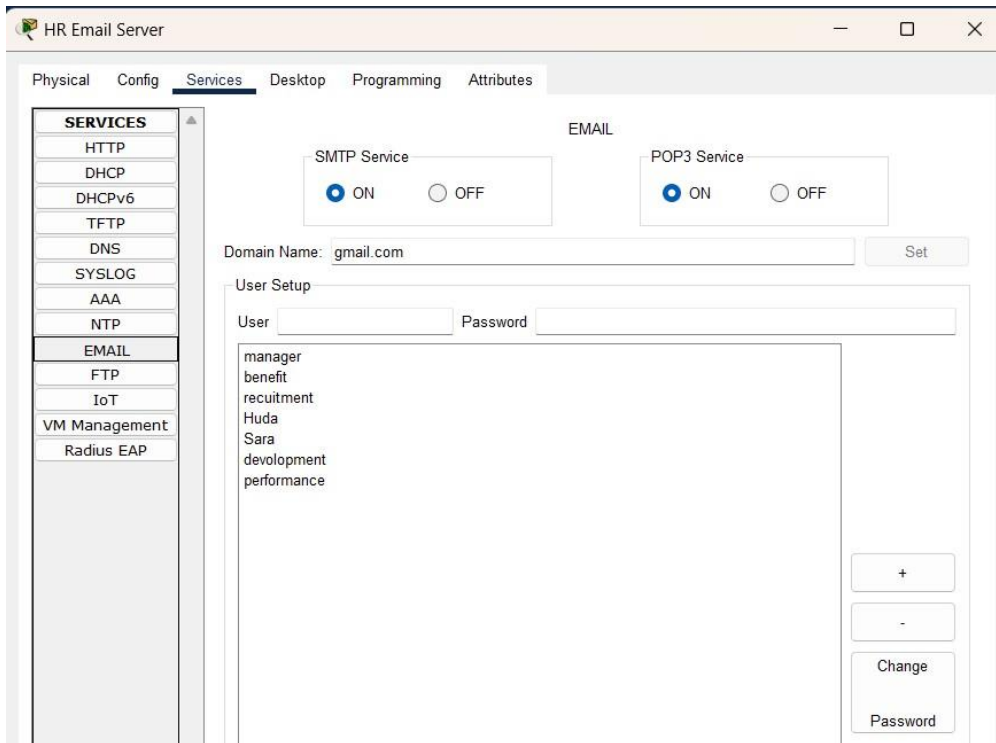 HR Email Server
Physical Config Services Desktop Programming Attributes
SERVICES
HTTP
DHCP
DHCPv6
TFTP
DNS
SYSLOG
AAA
NTP
EMAIL
FTP
IoT
VM Management
Radius EAP
EMAIL
SMTP Service
ON OFF
POP3 Service
ON OFF
Domain Name: gmail.com Set
User Setup
User Password
manager
benefit
recuitment
Huda
Sara
devolopment
performance
+
-
Change
Password